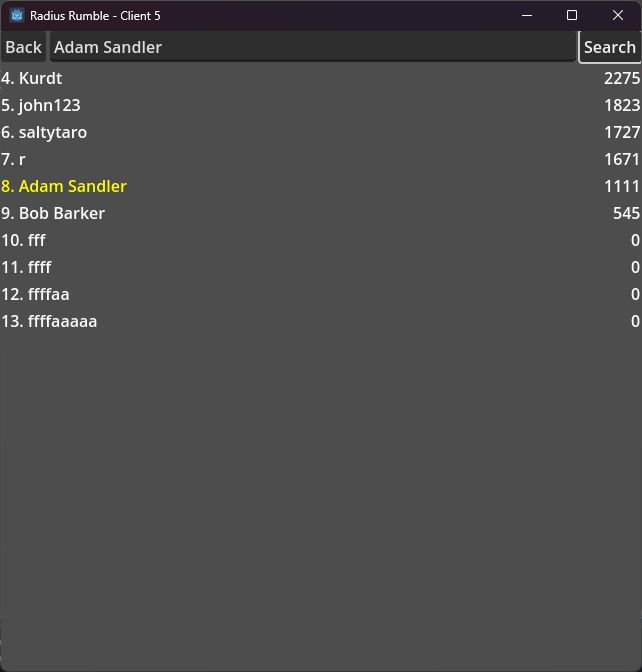 Radius Rumble - Client 5
Back Adam Sandler Search
4. Kurdt 2275
5. john123 1823
6. saltytaro 1727
7. r 1671
8. Adam Sandler 1111
9. Bob Barker 545
10. fff 0
11. ffff 0
12. ffffaa 0
13. ffffaaaaa 0